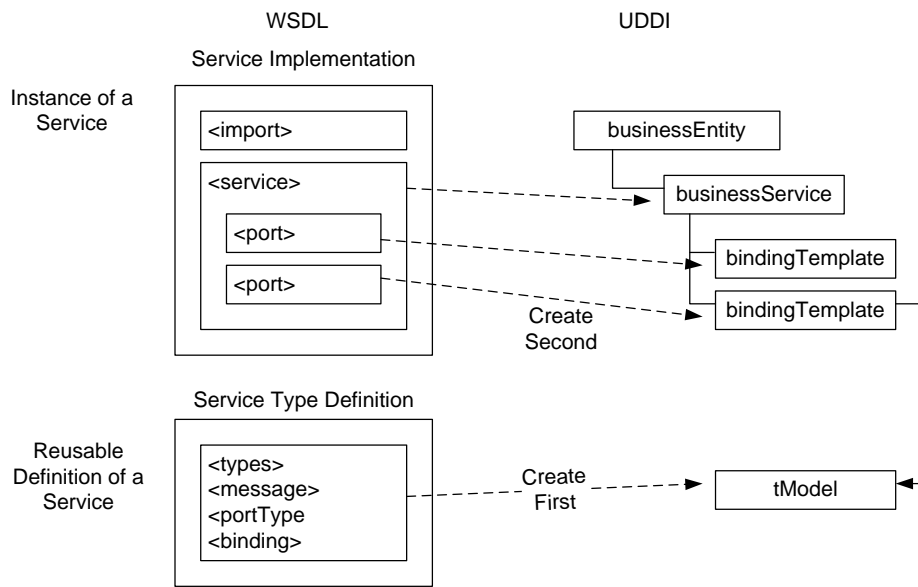 WSDL
UDDI
Service Implementation
Instance of a
Service
<import>
<service>
<port>
<port>
businessEntity
businessService
bindingTemplate
bindingTemplate
Create
Second
Service Type Definition
Reusable
Definition of a
Service
<types>
<message>
<portType
<binding>
Create
First
tModel